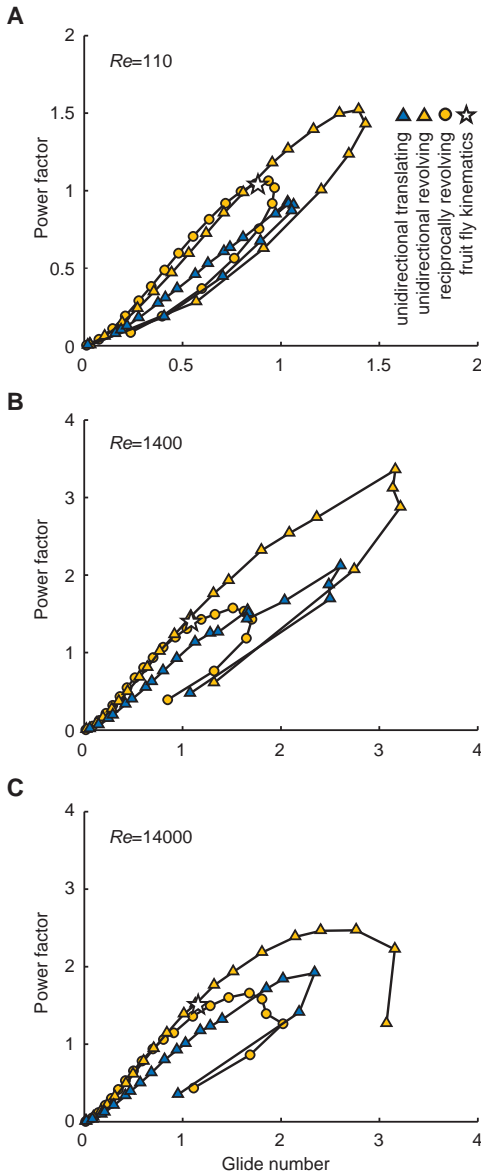 A
Re=110
2
1.5
1
0.5
0
Power factor
0 0.5 1 1.5 2
unidirectional translating
unidirectional revolving
reciprocally revolving
fruit fly kinematics
B
Re=1400
4
3
2
1
0
Power factor
0 1 2 3 4
C
Re=14000
4
3
2
1
0
Power factor
0 1 2 3 4
Glide number